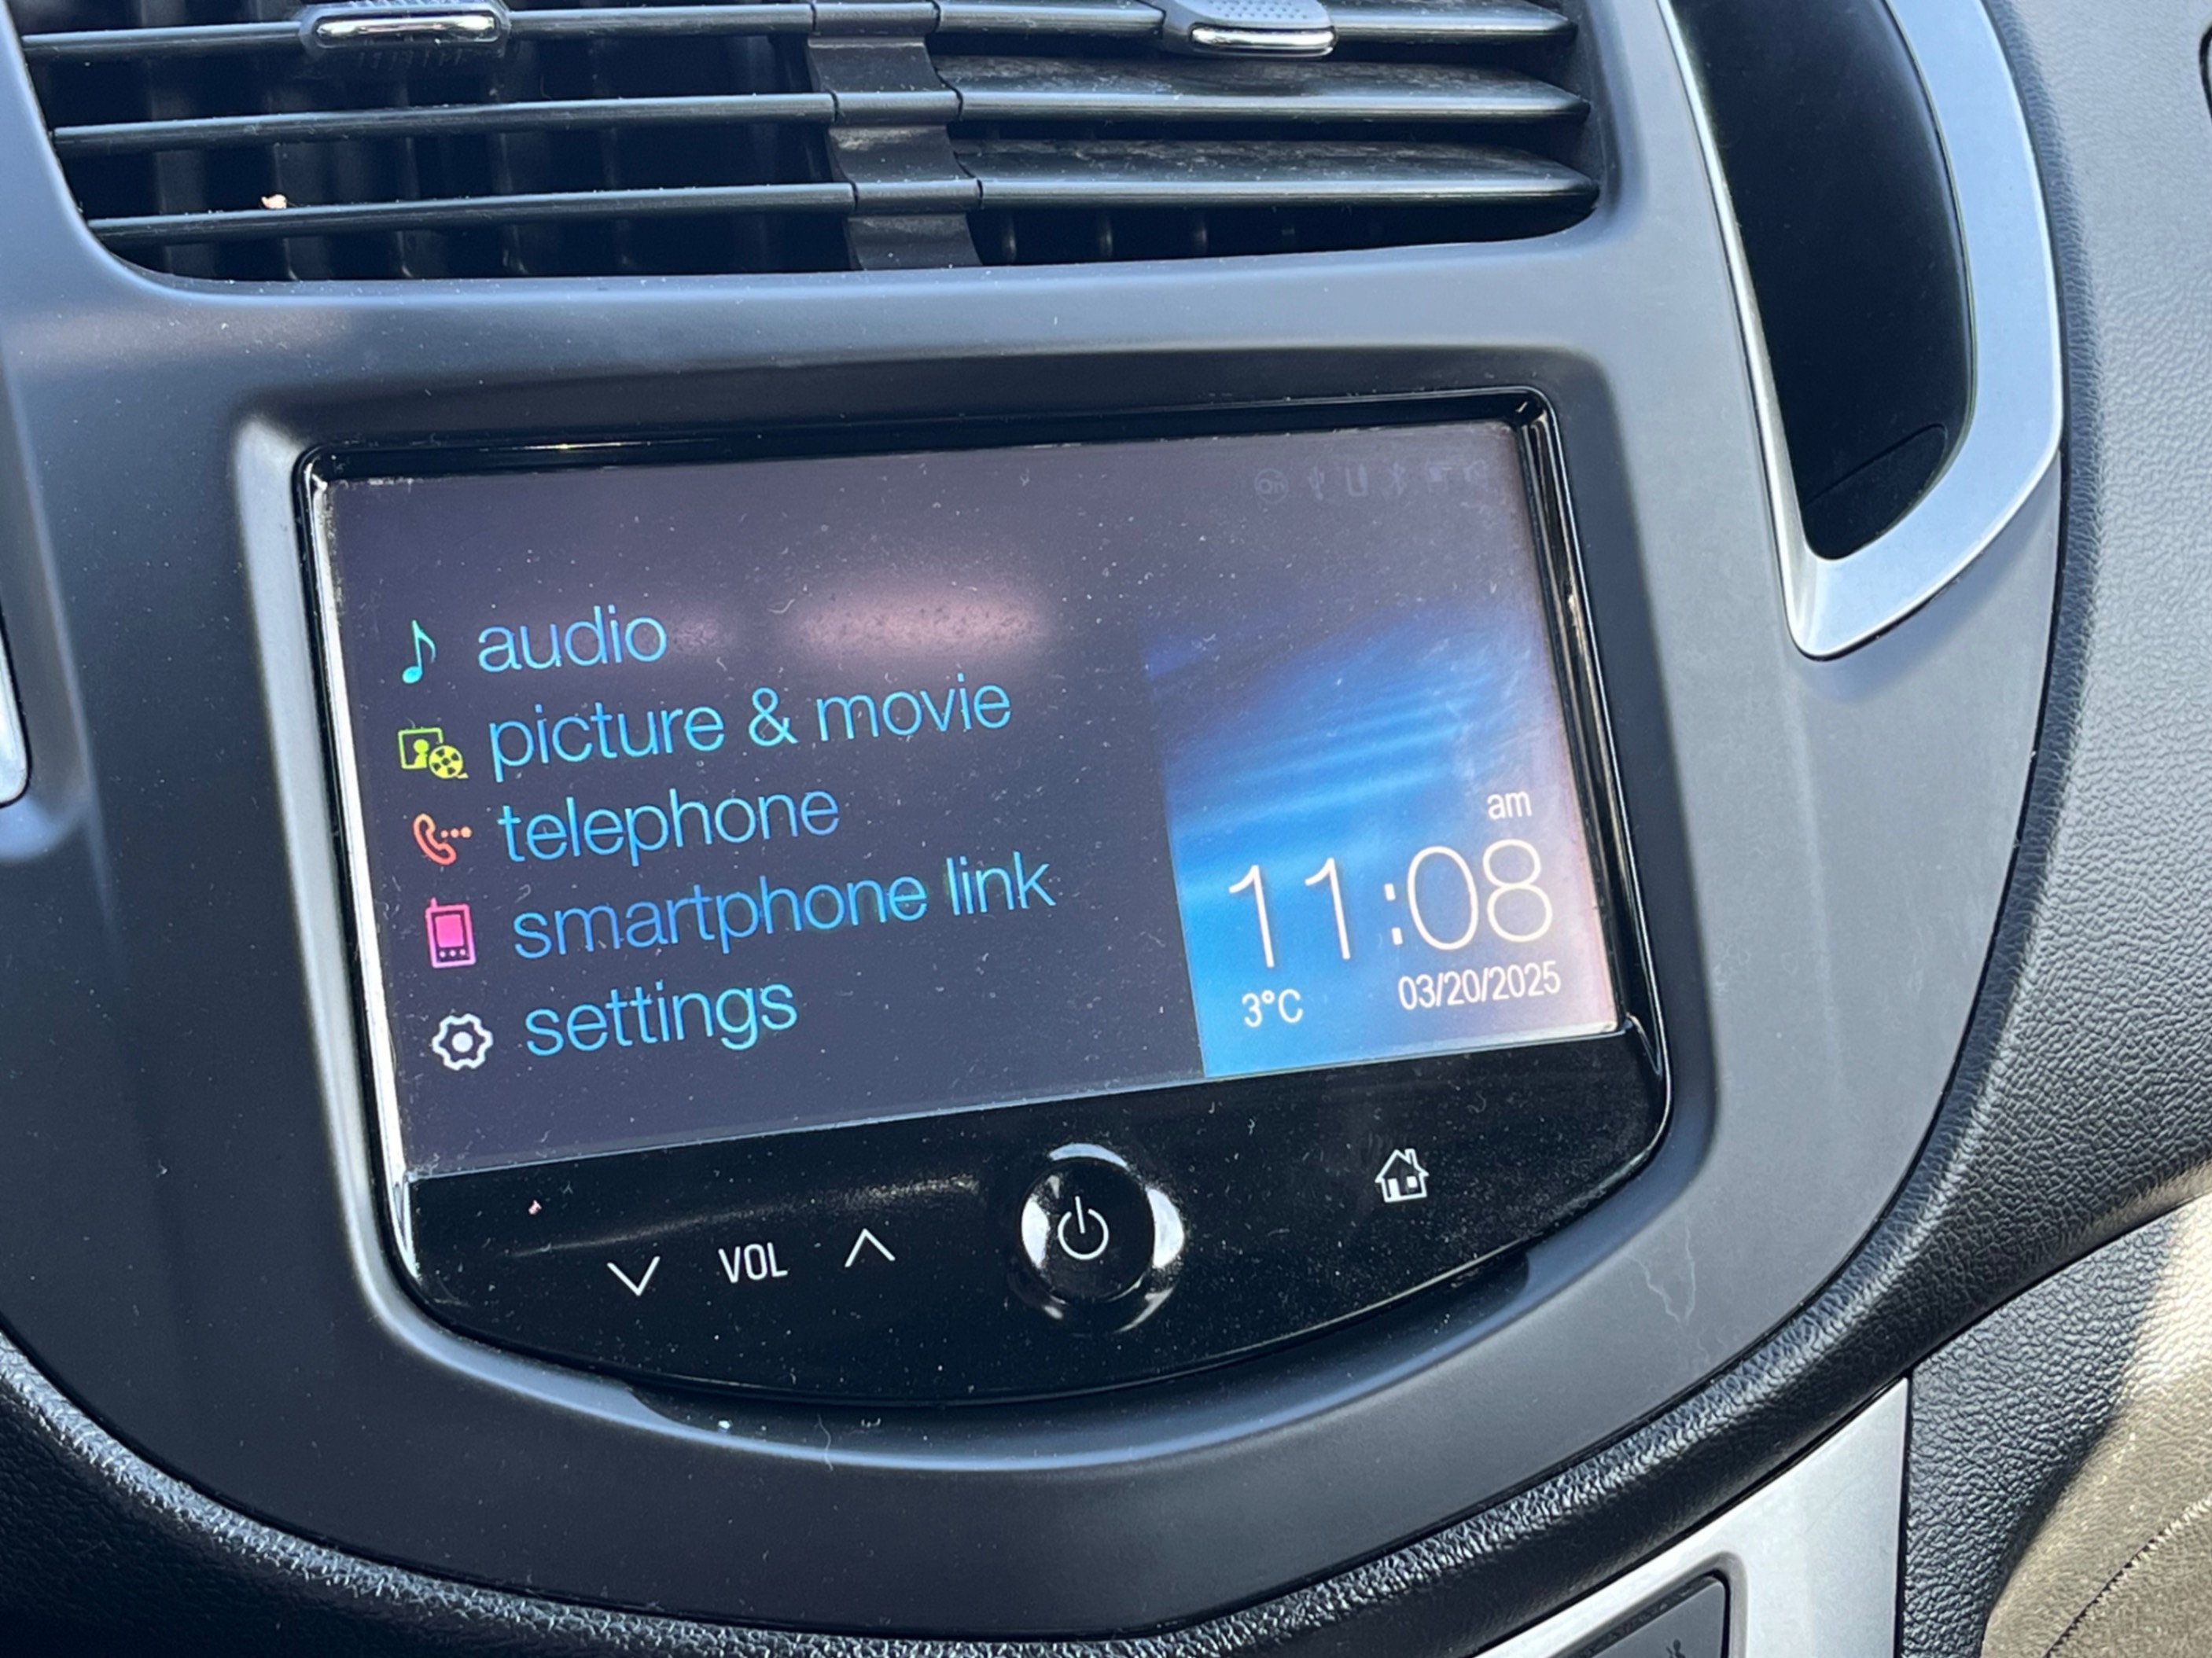 audio
picture & movie
telephone
smartphone link
settings
am
11:08
3°C 03/20/2025
VOL